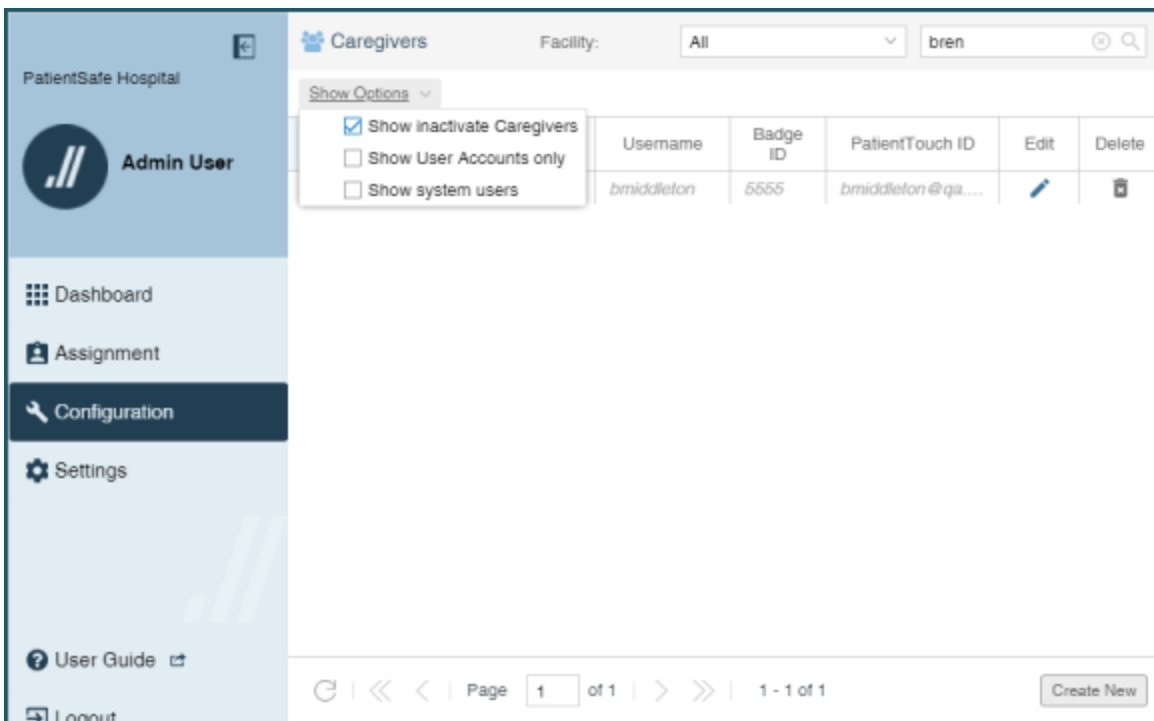 PatientSafe Hospital
Admin User
Dashboard
Assignment
Configuration
Settings
User Guide
Logout
Caregivers Facility: All bren
Show Options
Show inactivate Caregivers
Show User Accounts only
Show system users
Username Badge ID PatientTouch ID Edit Delete
bmiddleton 5555 bmiddleton@qa....
Page 1 of 1 1 - 1 of 1 Create New